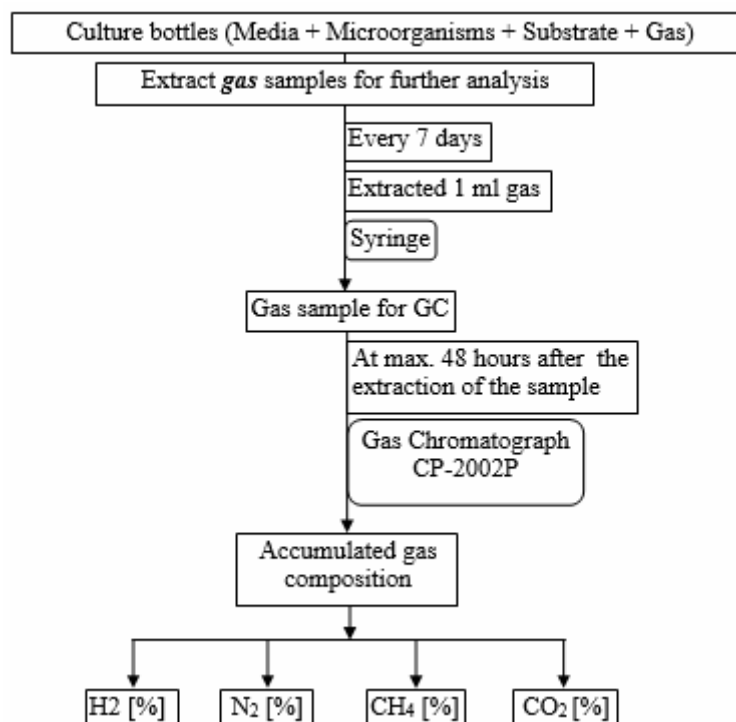 Culture bottles (Media + Microorganisms + Substrate + Gas)
Extract gas samples for further analysis
Every 7 days
Extracted 1 ml gas
Syringe
Gas sample for GC
At max. 48 hours after the
extraction of the sample
Gas Chromatograph
CP-2002P
Accumulated gas
composition
H2 [%] N₂ [%] CH₄ [%] CO₂ [%]